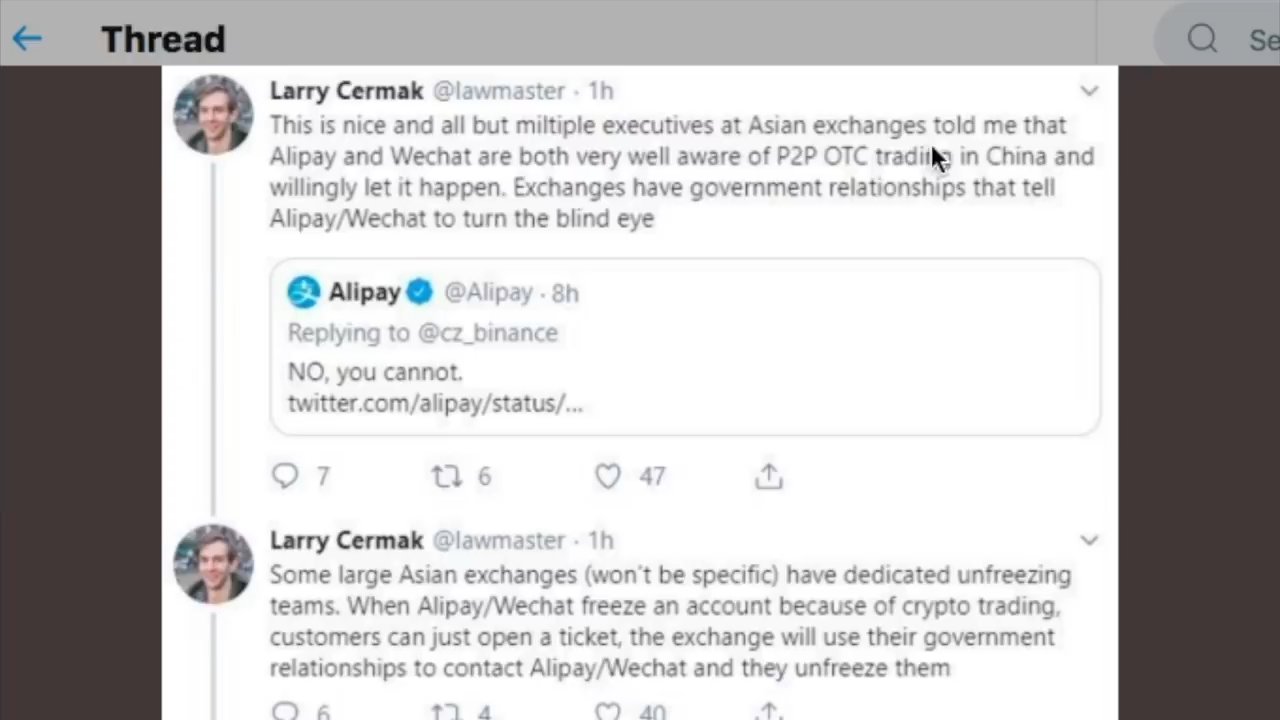 Thread
Se
Larry Cermak @lawmaster · 1h
This is nice and all but miltiple executives at Asian exchanges told me that
Alipay and Wechat are both very well aware of P2P OTC trading in China and
willingly let it happen. Exchanges have government relationships that tell
Alipay/Wechat to turn the blind eye
Alipay @Alipay · 8h
Replying to @cz_binance
NO, you cannot.
twitter.com/alipay/status/...
7 6 47
Larry Cermak @lawmaster · 1h
Some large Asian exchanges (won't be specific) have dedicated unfreezing
teams. When Alipay/Wechat freeze an account because of crypto trading,
customers can just open a ticket, the exchange will use their government
relationships to contact Alipay/Wechat and they unfreeze them
6 4 40